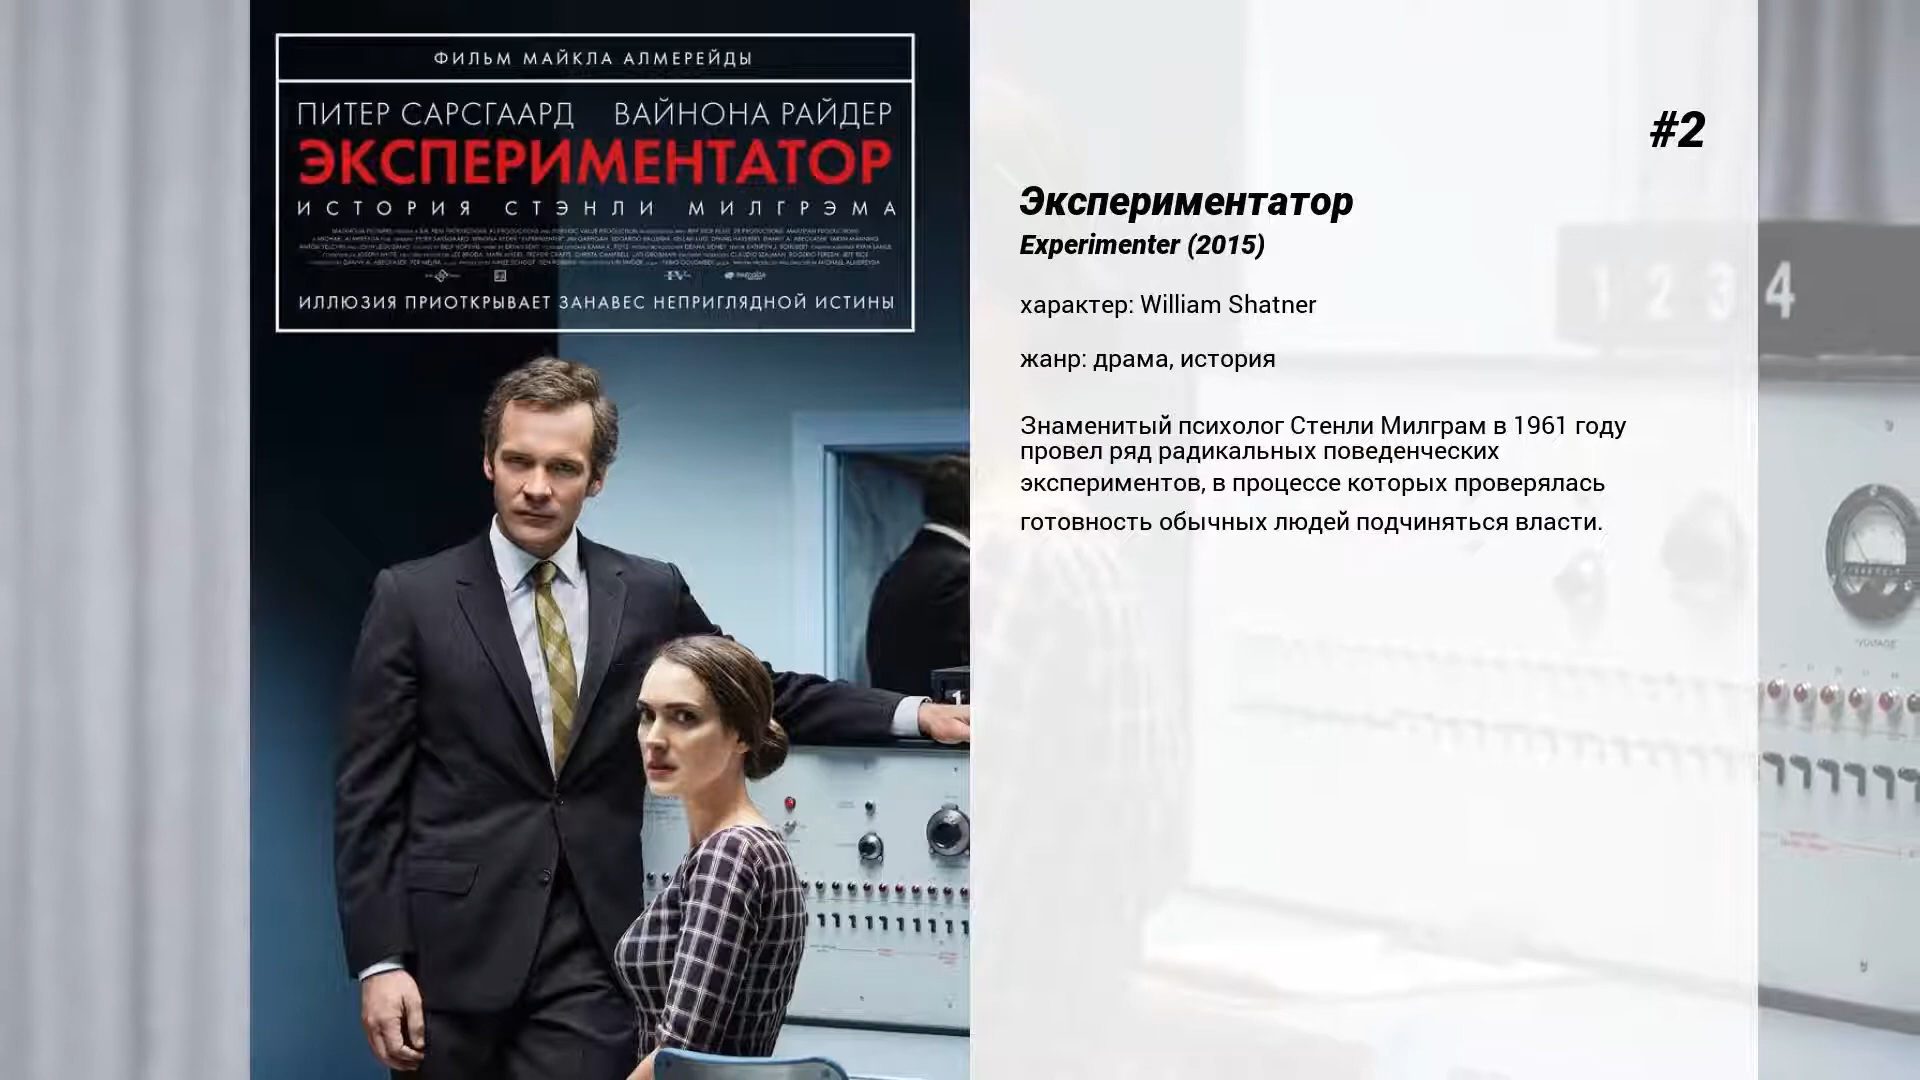 ФИЛЬМ МАЙКЛА АЛМЕРЕЙДЫ
ПИТЕР САРСГААРД ВАЙНОНА РАЙДЕР
ЭКСПЕРИМЕНТАТОР
ИСТОРИЯ СТЭНЛИ МИЛГРЭМА
ИЛЛЮЗИЯ ПРИОТКРЫВАЕТ ЗАНАВЕС НЕПРИГЛЯДНОЙ ИСТИНЫ
#2
Экспериментатор
Experimenter (2015)
характер: William Shatner
жанр: драма, история
Знаменитый психолог Стенли Милграм в 1961 году
провел ряд радикальных поведенческих
экспериментов, в процессе которых проверялась
готовность обычных людей подчиняться власти.
1 2 3 4
VOLTAGE
1